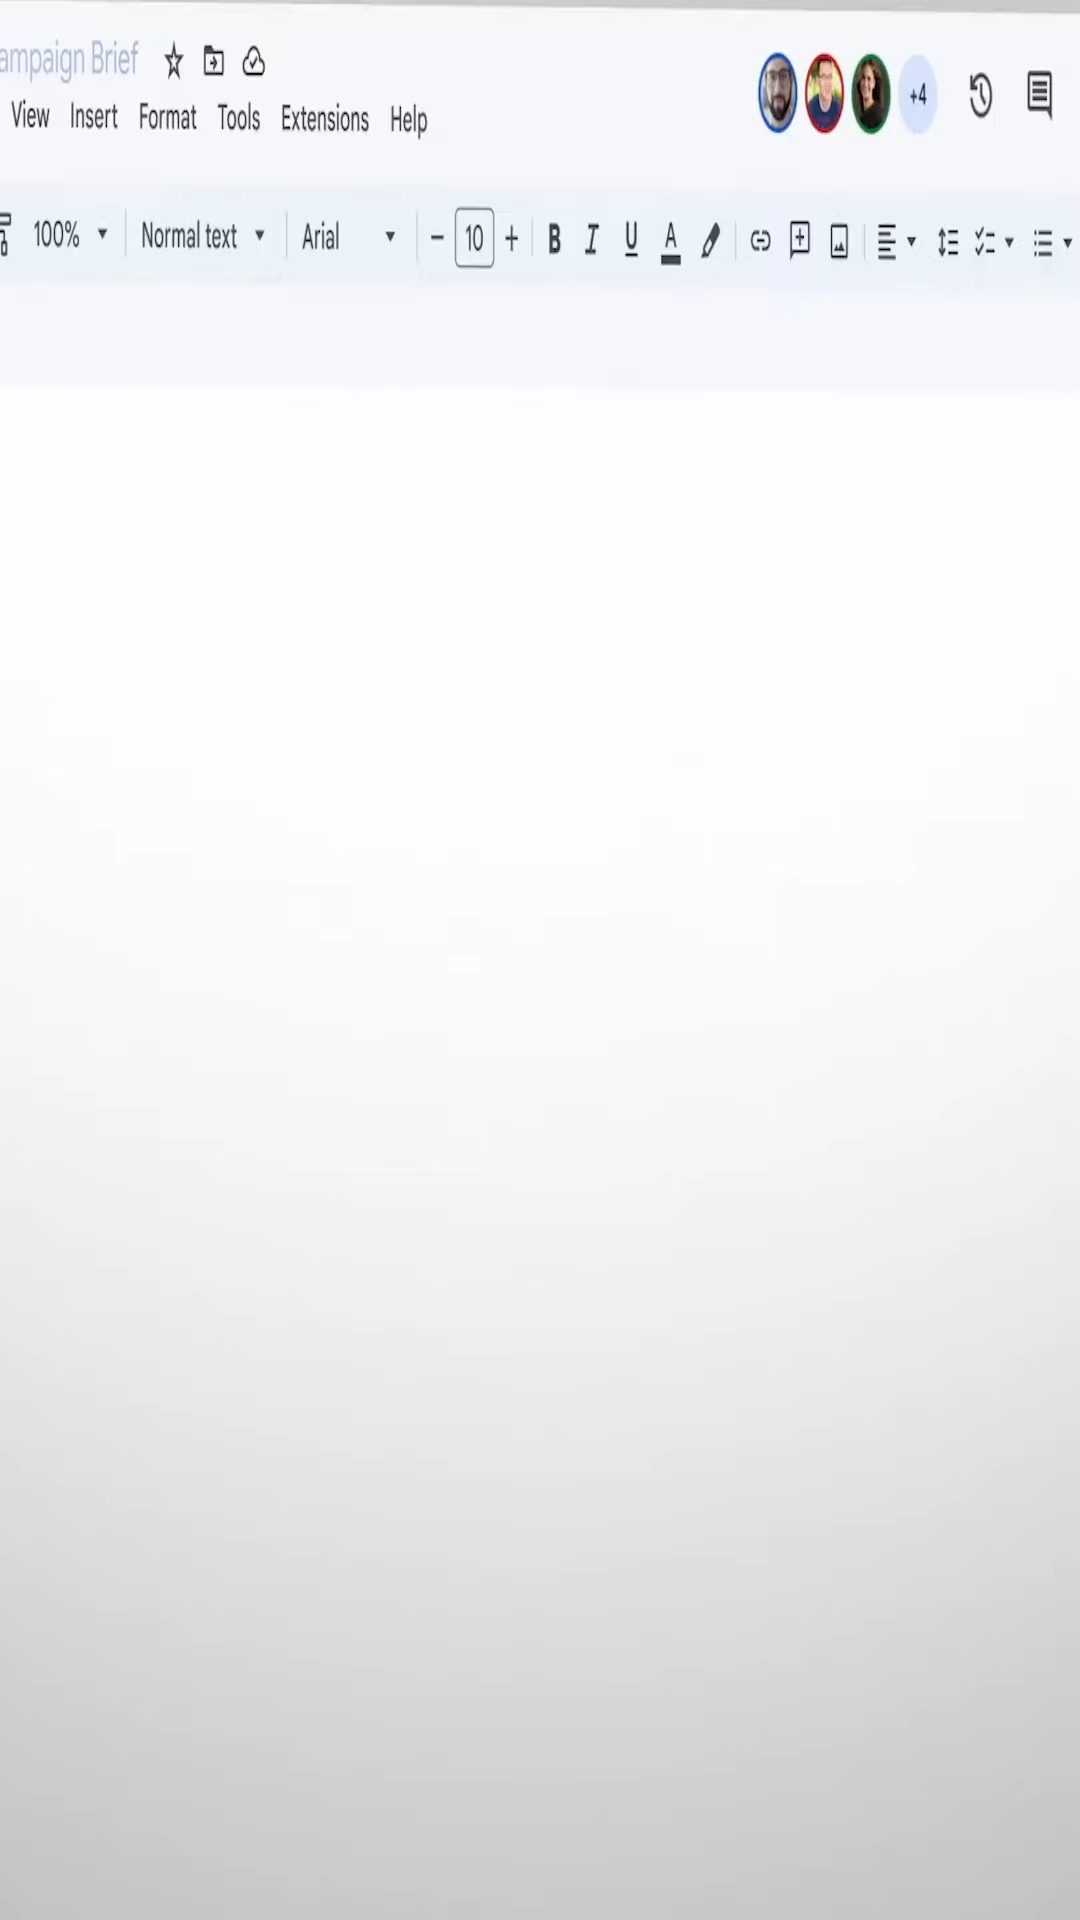 ampaign Brief
View Insert Format Tools Extensions Help
+4
100% Normal text Arial − 10 + B I U A